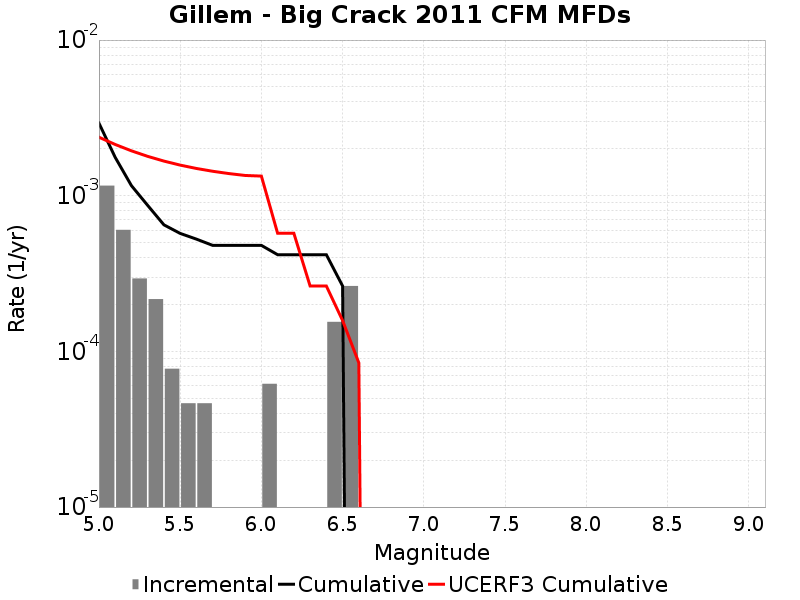 Gillem - Big Crack 2011 CFM MFDs
10-2
10-3
10-4
10-5
Rate (1/yr)
5.0 5.5 6.0 6.5 7.0 7.5 8.0 8.5 9.0
Magnitude
Incremental Cumulative UCERF3 Cumulative